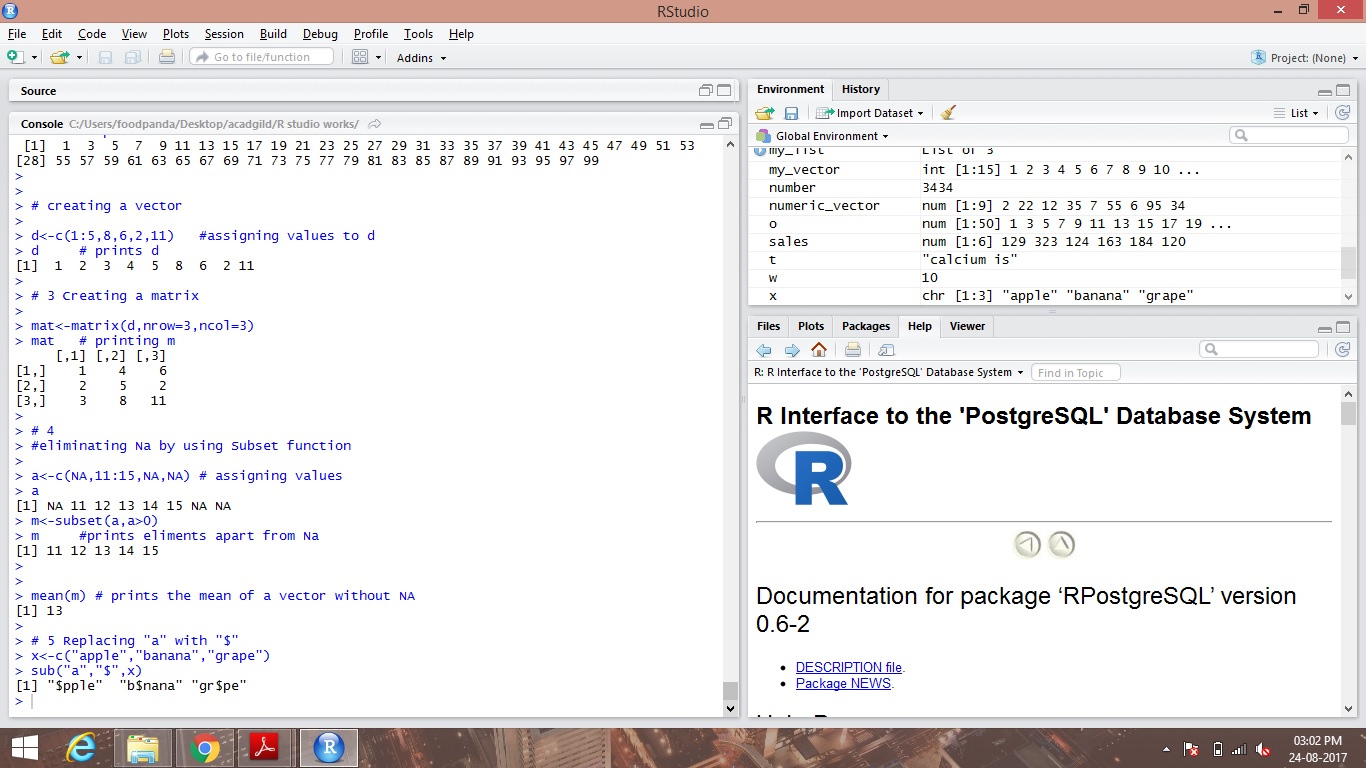 RStudio
File Edit Code View Plots Session Build Debug Profile Tools Help
Go to file/function Addins Project: (None)
Source
Console C:/Users/foodpanda/Desktop/acadgild/R studio works/
[1] 1 3 5 7 9 11 13 15 17 19 21 23 25 27 29 31 33 35 37 39 41 43 45 47 49 51 53
[28] 55 57 59 61 63 65 67 69 71 73 75 77 79 81 83 85 87 89 91 93 95 97 99
>
>
> # creating a vector
>
> d<-c(1:5,8,6,2,11) #assigning values to d
> d # prints d
[1] 1 2 3 4 5 8 6 2 11
>
> # 3 Creating a matrix
>
> mat<-matrix(d,nrow=3,ncol=3)
> mat # printing m
[,1] [,2] [,3]
[1,] 1 4 6
[2,] 2 5 2
[3,] 3 8 11
>
> # 4
> #eliminating Na by using Subset function
>
> a<-c(NA,11:15,NA,NA) # assigning values
> a
[1] NA 11 12 13 14 15 NA NA
> m<-subset(a,a>0)
> m #prints eliments apart from Na
[1] 11 12 13 14 15
>
>
> mean(m) # prints the mean of a vector without NA
[1] 13
>
> # 5 Replacing "a" with "$"
> x<-c("apple","banana","grape")
> sub("a","$",x)
[1] "$pple" "b$nana" "gr$pe"
>
Environment History
Import Dataset List
Global Environment
my_list List of 3
my_vector int [1:15] 1 2 3 4 5 6 7 8 9 10 ...
number 3434
numeric_vector num [1:9] 2 22 12 35 7 55 6 95 34
o num [1:50] 1 3 5 7 9 11 13 15 17 19 ...
sales num [1:6] 129 323 124 163 184 120
t "calcium is"
w 10
x chr [1:3] "apple" "banana" "grape"
Files Plots Packages Help Viewer
R: R Interface to the 'PostgreSQL' Database System Find in Topic
R Interface to the 'PostgreSQL' Database System
R
Documentation for package ‘RPostgreSQL’ version
0.6-2
• DESCRIPTION file.
• Package NEWS.
03:02 PM
24-08-2017